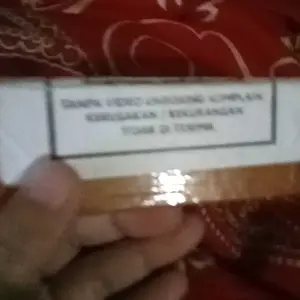 TANPA VIDEO UNBOXING KOMPLAIN
KERUSAKAN / KEKURANGAN
TIDAK DI TERIMA